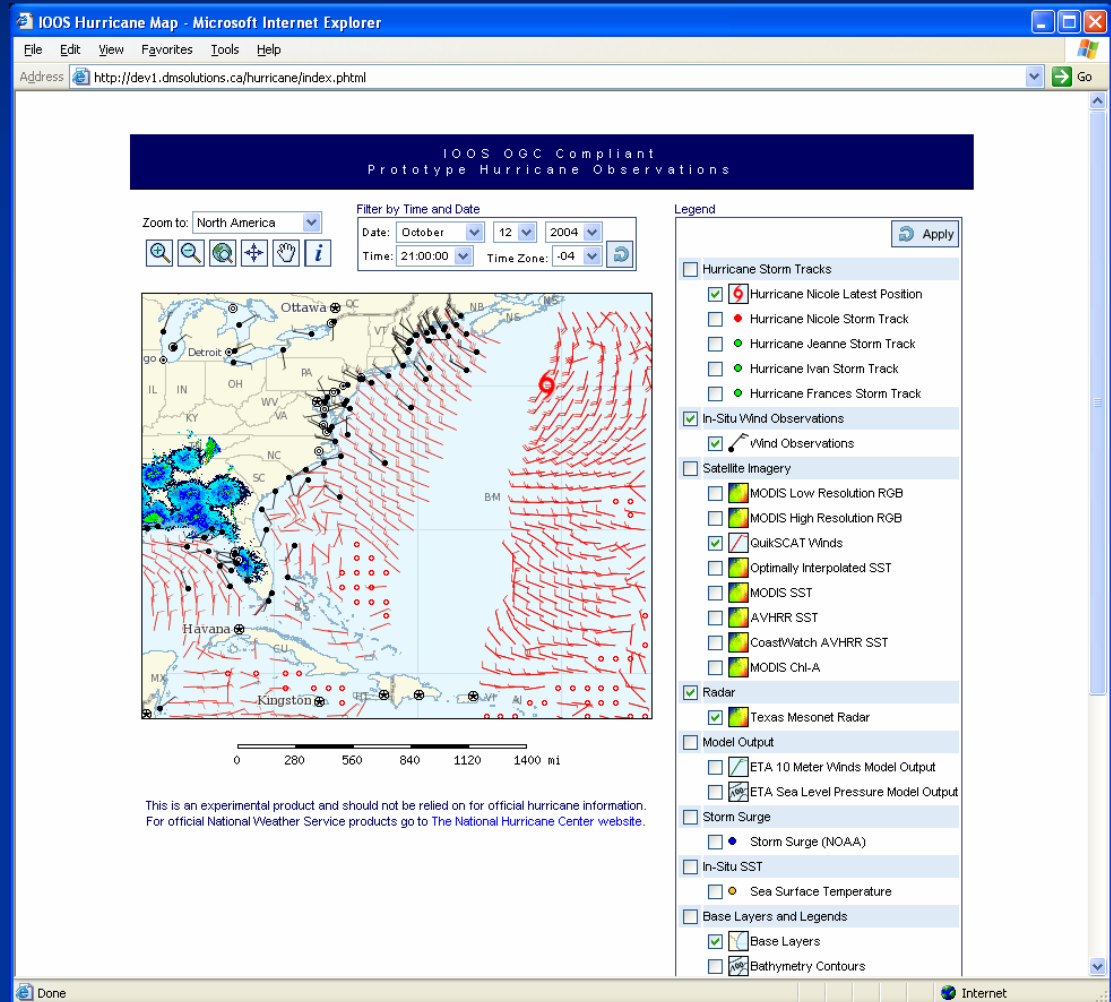 IOOS Hurricane Map - Microsoft Internet Explorer
File Edit View Favorites Tools Help
Address http://dev1.dmsolutions.ca/hurricane/index.phtml Go
IOOS OGC Compliant
Prototype Hurricane Observations
Zoom to: North America
Filter by Time and Date
Date: October 12 2004
Time: 21:00:00 Time Zone: -04
Legend
Apply
Hurricane Storm Tracks
Hurricane Nicole Latest Position
Hurricane Nicole Storm Track
Hurricane Jeanne Storm Track
Hurricane Ivan Storm Track
Hurricane Frances Storm Track
In-Situ Wind Observations
Wind Observations
Satellite Imagery
MODIS Low Resolution RGB
MODIS High Resolution RGB
QuikSCAT Winds
Optimally Interpolated SST
MODIS SST
AVHRR SST
CoastWatch AVHRR SST
MODIS Chl-A
Radar
Texas Mesonet Radar
Model Output
ETA 10 Meter Winds Model Output
ETA Sea Level Pressure Model Output
Storm Surge
Storm Surge (NOAA)
In-Situ SST
Sea Surface Temperature
Base Layers and Legends
Base Layers
Bathymetry Contours
Ottawa QC
NB NS
NS
VT
go Detroit
PA
IL IN OH
WV
VA
KY
TN
NC
SC
BM
BS
Havana
CU
MX
Kingston HT VI AI
0 280 560 840 1120 1400 mi
This is an experimental product and should not be relied on for official hurricane information.
For official National Weather Service products go to The National Hurricane Center website.
Done Internet